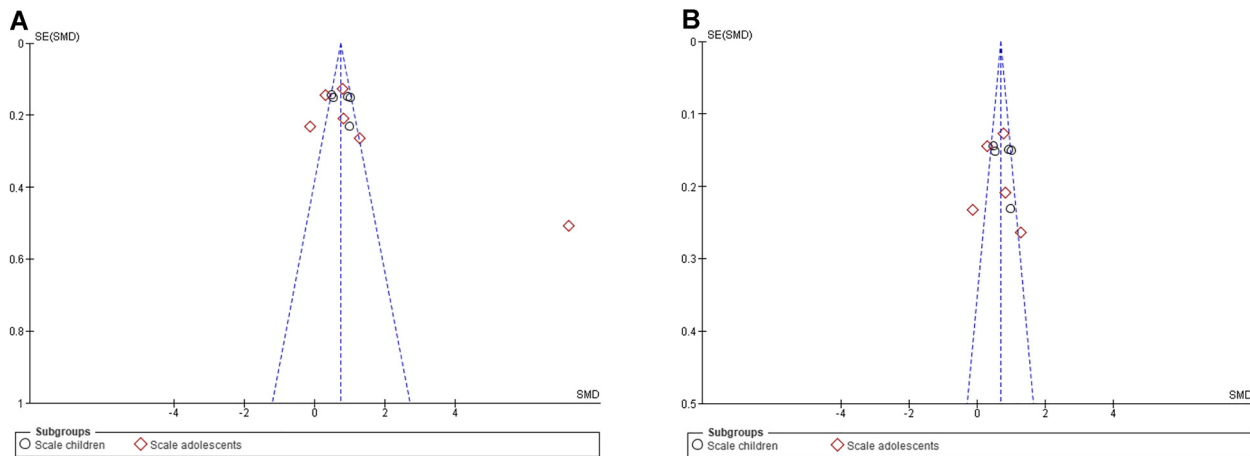 A
SE(SMD)
0
0.2
0.4
0.6
0.8
1
-4 -2 0 2 4
SMD
Subgroups
Scale children Scale adolescents
B
SE(SMD)
0
0.1
0.2
0.3
0.4
0.5
-4 -2 0 2 4
SMD
Subgroups
Scale children Scale adolescents